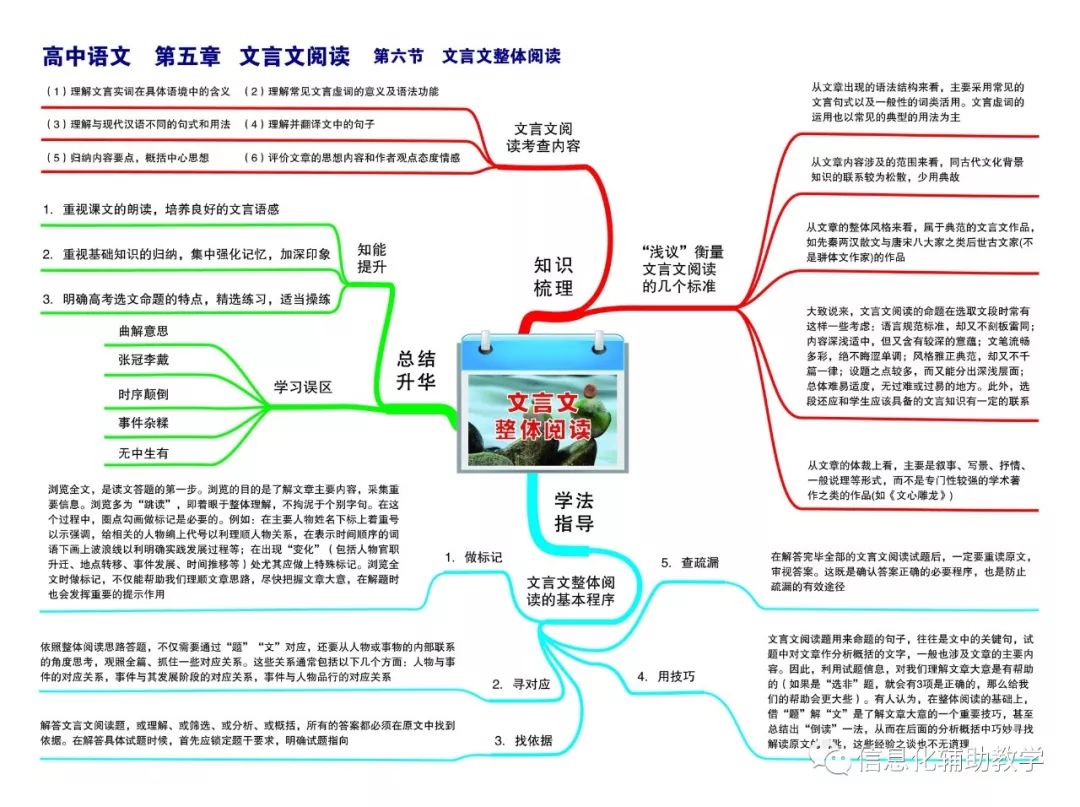 高中语文 第五章 文言文阅读 第六节 文言文整体阅读
（1）理解文言实词在具体语境中的含义 （2）理解常见文言虚词的意义及语法功能
（3）理解与现代汉语不同的句式和用法 （4）理解并翻译文中的句子
（5）归纳内容要点，概括中心思想 （6）评价文章的思想内容和作者观点态度情感
文言文阅
读考查内容
知识
梳理
“浅议”衡量
文言文阅读
的几个标准
从文章出现的语法结构来看，主要采用常见的
文言句式以及一般性的词类活用。文言虚词的
运用也以常见的典型的用法为主
从文章内容涉及的范围来看，同古代文化背景
知识的联系较为松散，少用典故
从文章的整体风格来看，属于典范的文言文作品，
如先秦两汉散文与唐宋八大家之类后世古文家(不
是骈体文作家)的作品
大致说来，文言文阅读的命题在选取文段时常有
这样一些考虑：语言规范标准，却又不刻板雷同；
内容深浅适中，但又含有较深的意蕴；文笔流畅
多彩，绝不晦涩单调；风格雅正典范，却又不千
篇一律；设题之点较多，而又能分出深浅层面；
总体难易适度，无过难或过易的地方。此外，选
段还应和学生应该具备的文言知识有一定的联系
从文章的体裁上看，主要是叙事、写景、抒情、
一般说理等形式，而不是专门性较强的学术著
作之类的作品(如《文心雕龙》)
1. 重视课文的朗读，培养良好的文言语感
2. 重视基础知识的归纳，集中强化记忆，加深印象
3. 明确高考选文命题的特点，精选练习，适当操练
知能
提升
曲解意思
张冠李戴
时序颠倒
事件杂糅
无中生有
学习误区
总结
升华
文言文
整体阅读
学法
指导
文言文整体阅
读的基本程序
1. 做标记
浏览全文，是读文答题的第一步。浏览的目的是了解文章主要内容，采集重
要信息。浏览多为“跳读”，即着眼于整体理解，不拘泥于个别字句。在这
个过程中，圈点勾画做标记是必要的。例如：在主要人物姓名下标上着重号
以示强调，给相关的人物编上代号以利理顺人物关系，在表示时间顺序的词
语下画上波浪线以利明确实践发展过程等；在出现“变化”（包括人物官职
升迁、地点转移、事件发展、时间推移等）处尤其应做上特殊标记。浏览全
文时做标记，不仅能帮助我们理顺文章思路，尽快把握文章大意，在解题时
也会发挥重要的提示作用
2. 寻对应
依照整体阅读思路答题，不仅需要通过“题”“文”对应，还要从人物或事物的内部联系
的角度思考，观照全篇、抓住一些对应关系。这些关系通常包括以下几个方面：人物与事
件的对应关系，事件与其发展阶段的对应关系，事件与人物品行的对应关系
3. 找依据
解答文言文阅读题，或理解、或筛选、或分析、或概括，所有的答案都必须在原文中找到
依据。在解答具体试题时候，首先应锁定题干要求，明确试题指向
4. 用技巧
文言文阅读题用来命题的句子，往往是文中的关键句，试
题中对文章作分析概括的文字，一般也涉及文章的主要内
容。因此，利用试题信息，对我们理解文章大意是有帮助
的（如果是“选非”题，就会有3项是正确的，那么给我
们的帮助会更大些）。有人认为，在整体阅读的基础上，
借“题”解“文”是了解文章大意的一个重要技巧，甚至
总结出“倒读”一法，从而在后面的分析概括中巧妙寻找
解读原文的，这些经验之谈也不无道理
5. 查疏漏
在解答完毕全部的文言文阅读试题后，一定要重读原文，
审视答案。这既是确认答案正确的必要程序，也是防止
疏漏的有效途径
信息化辅助教学